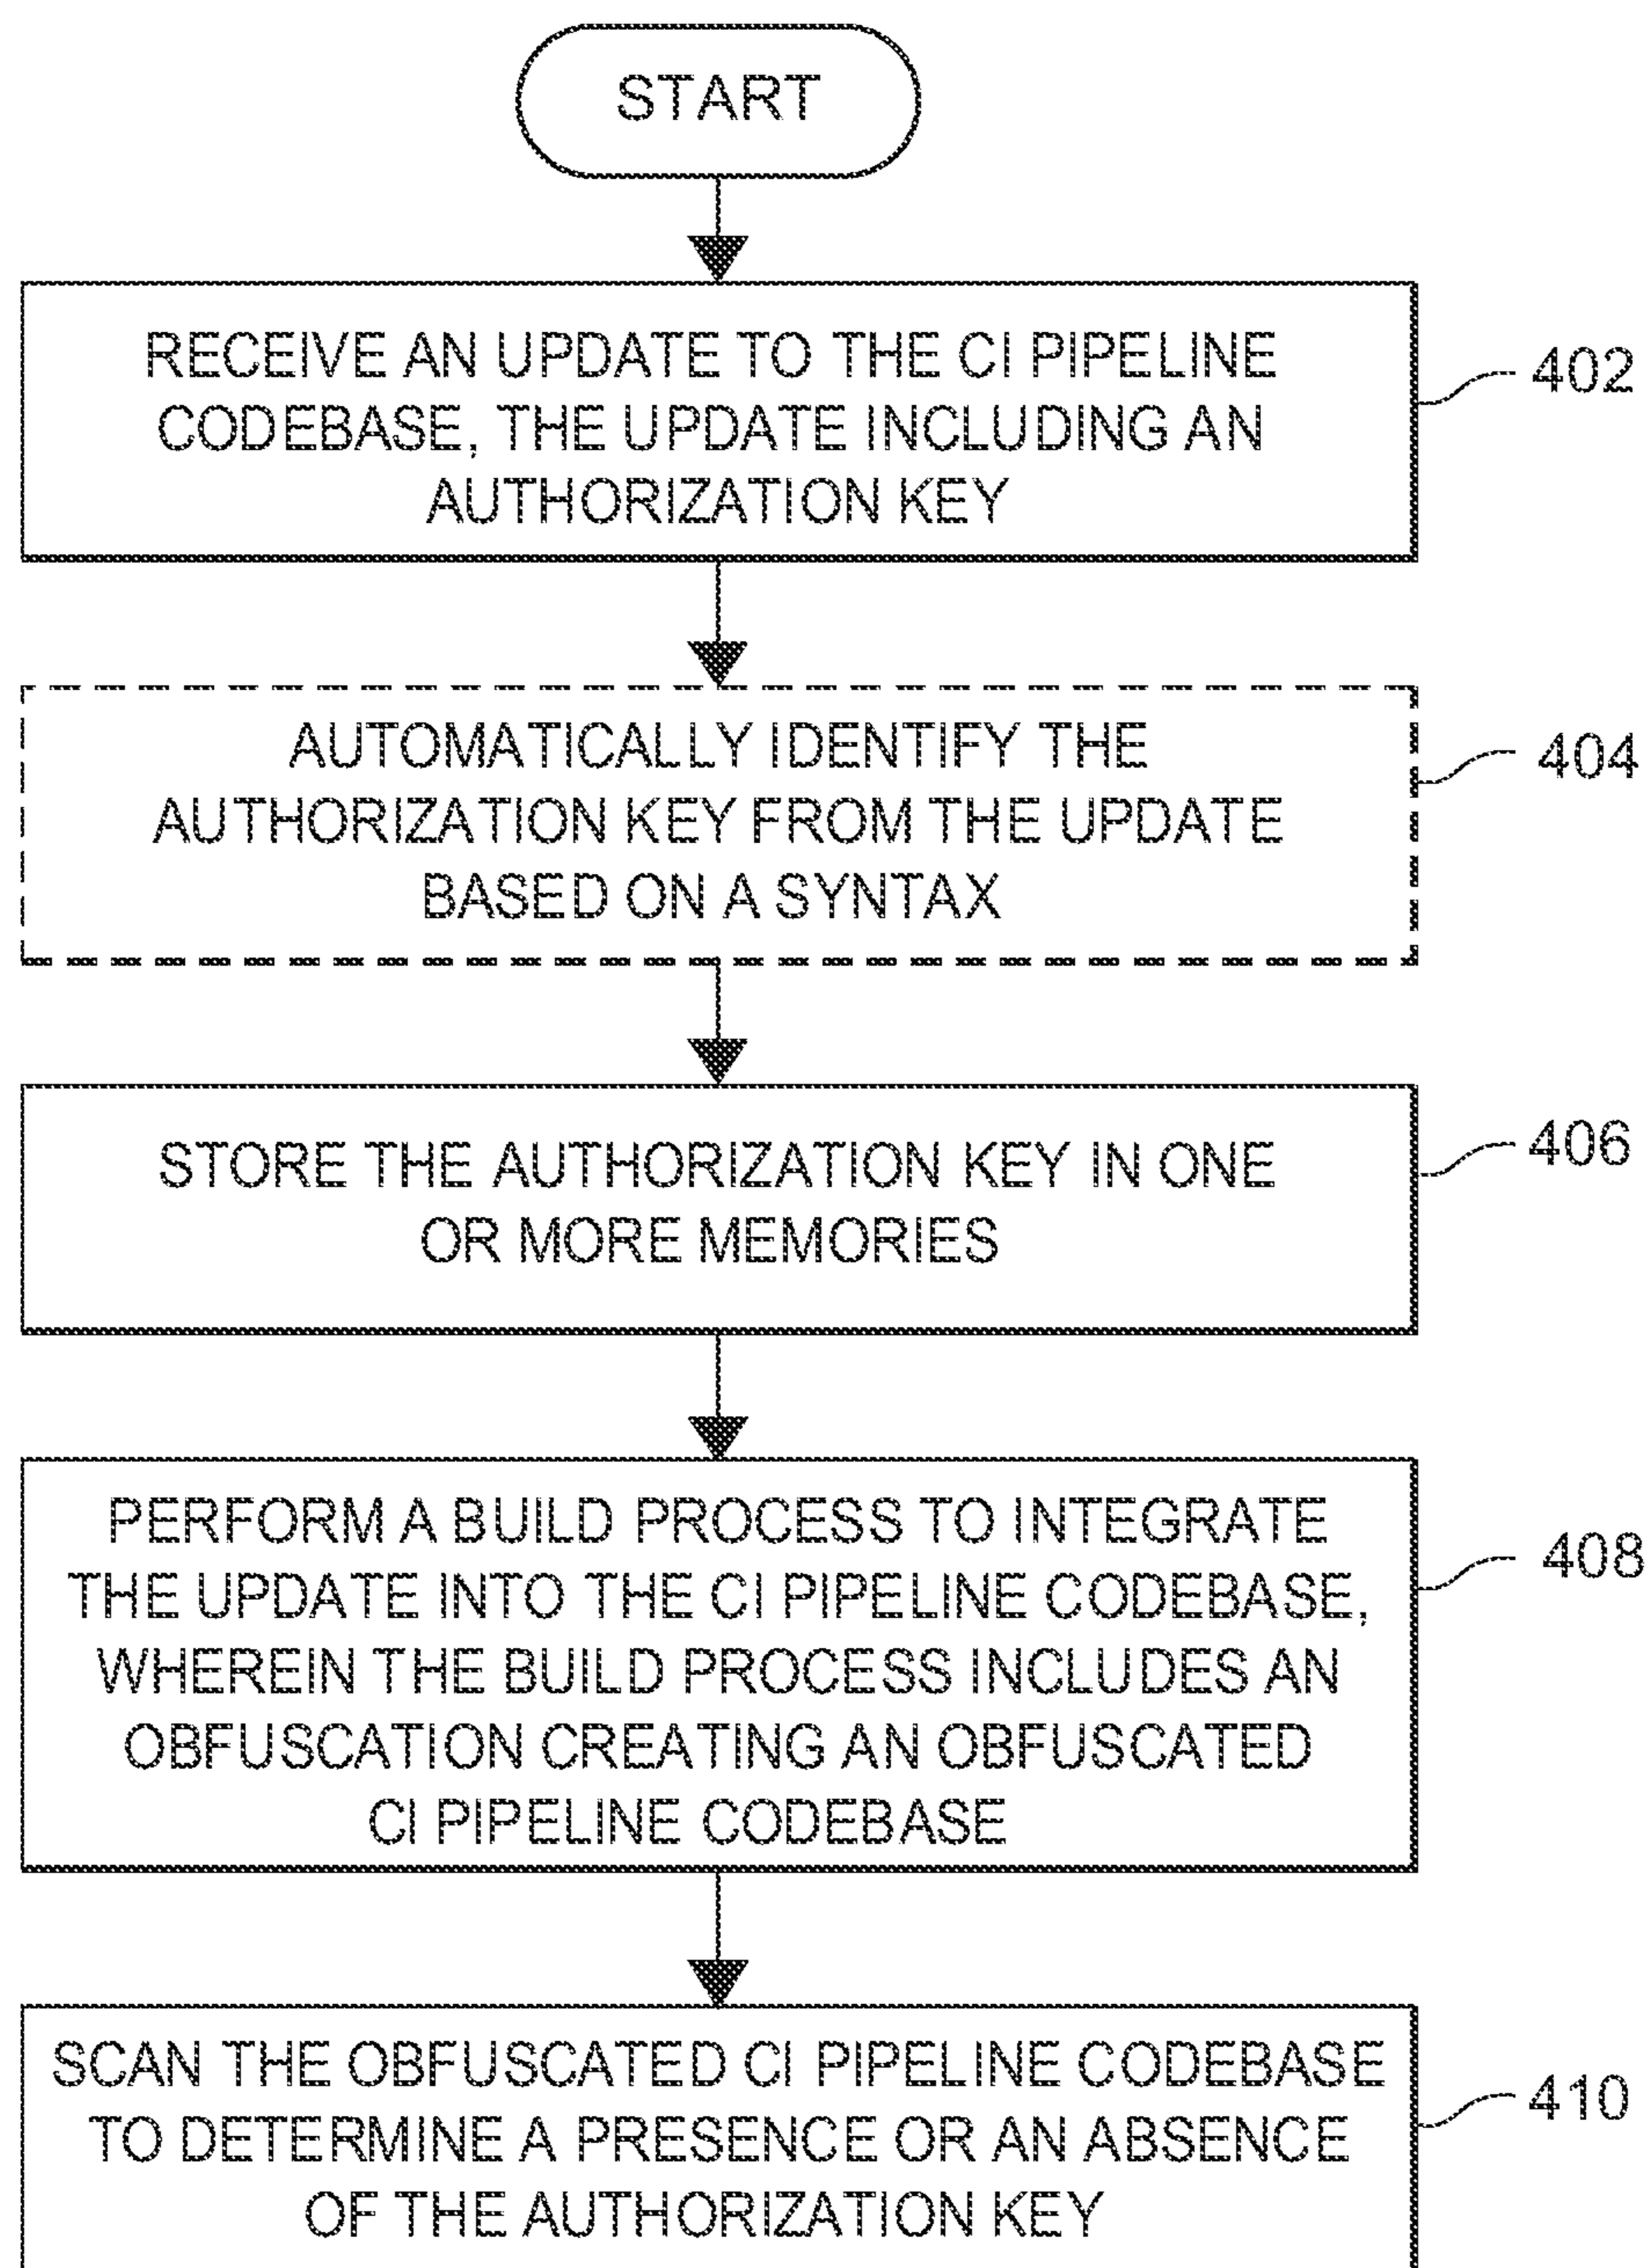 START
RECEIVE AN UPDATE TO THE CI PIPELINE
CODEBASE, THE UPDATE INCLUDING AN
AUTHORIZATION KEY
402
AUTOMATICALLY IDENTIFY THE
AUTHORIZATION KEY FROM THE UPDATE
BASED ON A SYNTAX
404
STORE THE AUTHORIZATION KEY IN ONE
OR MORE MEMORIES
406
PERFORM A BUILD PROCESS TO INTEGRATE
THE UPDATE INTO THE CI PIPELINE CODEBASE,
WHEREIN THE BUILD PROCESS INCLUDES AN
OBFUSCATION CREATING AN OBFUSCATED
CI PIPELINE CODEBASE
408
SCAN THE OBFUSCATED CI PIPELINE CODEBASE
TO DETERMINE A PRESENCE OR AN ABSENCE
OF THE AUTHORIZATION KEY
410